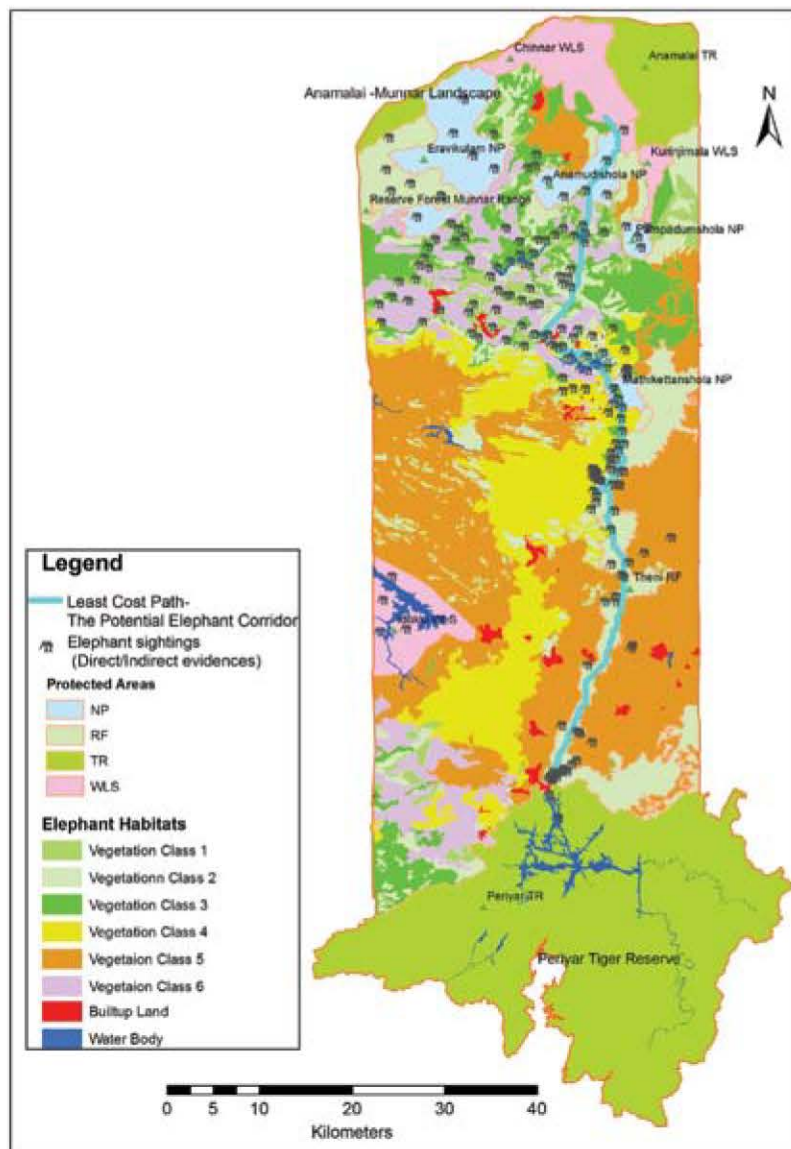 Chinnar WLS
Anamalai TR
Anamalai -Munnar Landscape
N
Eravikulam NP
Kurinjimala WLS
Anamudishola NP
Reserve Forest Munnar Range
Pampadumshola NP
Mathikettanshola NP
Theni RF
Periyar TR
Periyar Tiger Reserve
Legend
Least Cost Path-
The Potential Elephant Corridor
Elephant sightings
(Direct/Indirect evidences)
Protected Areas
NP
RF
TR
WLS
Elephant Habitats
Vegetation Class 1
Vegetationn Class 2
Vegetation Class 3
Vegetation Class 4
Vegetaion Class 5
Vegetaion Class 6
Builtup Land
Water Body
0 5 10 20 30 40
Kilometers